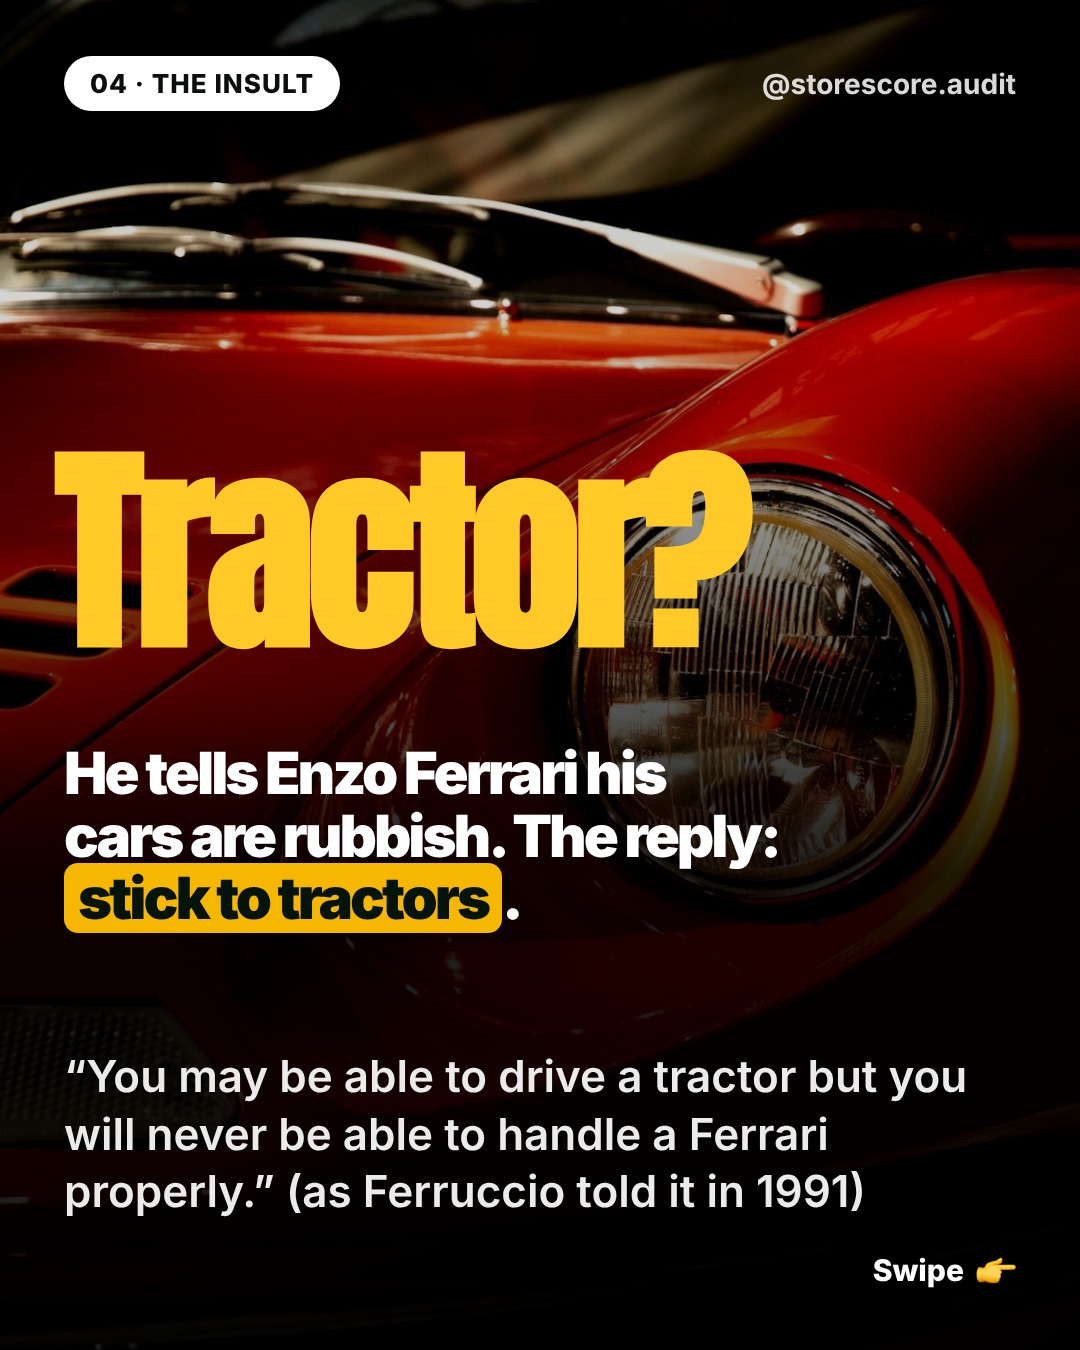 04 · THE INSULT
@storescore.audit
Tractor?
He tells Enzo Ferrari his
cars are rubbish. The reply:
stick to tractors.
“You may be able to drive a tractor but you
will never be able to handle a Ferrari
properly.” (as Ferruccio told it in 1991)
Swipe 👉